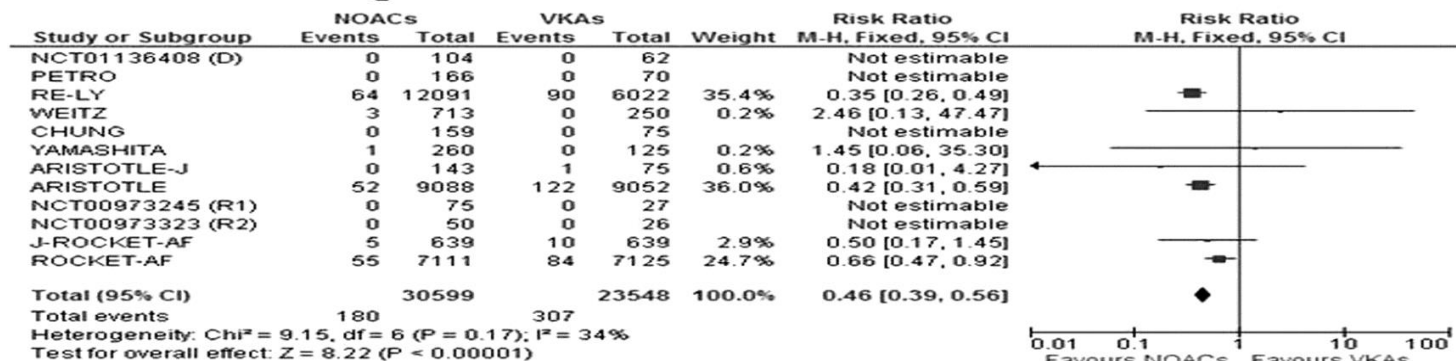 NOACs VKAs Risk Ratio Risk Ratio
Study or Subgroup Events Total Events Total Weight M-H, Fixed, 95% CI M-H, Fixed, 95% CI
NCT01136408 (D) 0 104 0 62 Not estimable
PETRO 0 166 0 70 Not estimable
RE-LY 64 12091 90 6022 35.4% 0.35 [0.26, 0.49]
WEITZ 3 713 0 250 0.2% 2.46 [0.13, 47.47]
CHUNG 0 159 0 75 Not estimable
YAMASHITA 1 260 0 125 0.2% 1.45 [0.06, 35.30]
ARISTOTLE-J 0 143 1 75 0.6% 0.18 [0.01, 4.27]
ARISTOTLE 52 9088 122 9052 36.0% 0.42 [0.31, 0.59]
NCT00973245 (R1) 0 75 0 27 Not estimable
NCT00973323 (R2) 0 50 0 26 Not estimable
J-ROCKET-AF 5 639 10 639 2.9% 0.50 [0.17, 1.45]
ROCKET-AF 55 7111 84 7125 24.7% 0.66 [0.47, 0.92]
Total (95% CI) 30599 23548 100.0% 0.46 [0.39, 0.56]
Total events 180 307
Heterogeneity: Chi² = 9.15, df = 6 (P = 0.17); I² = 34%
Test for overall effect: Z = 8.22 (P < 0.00001)
0.01 0.1 1 10 100
Favours NOACs Favours VKAs